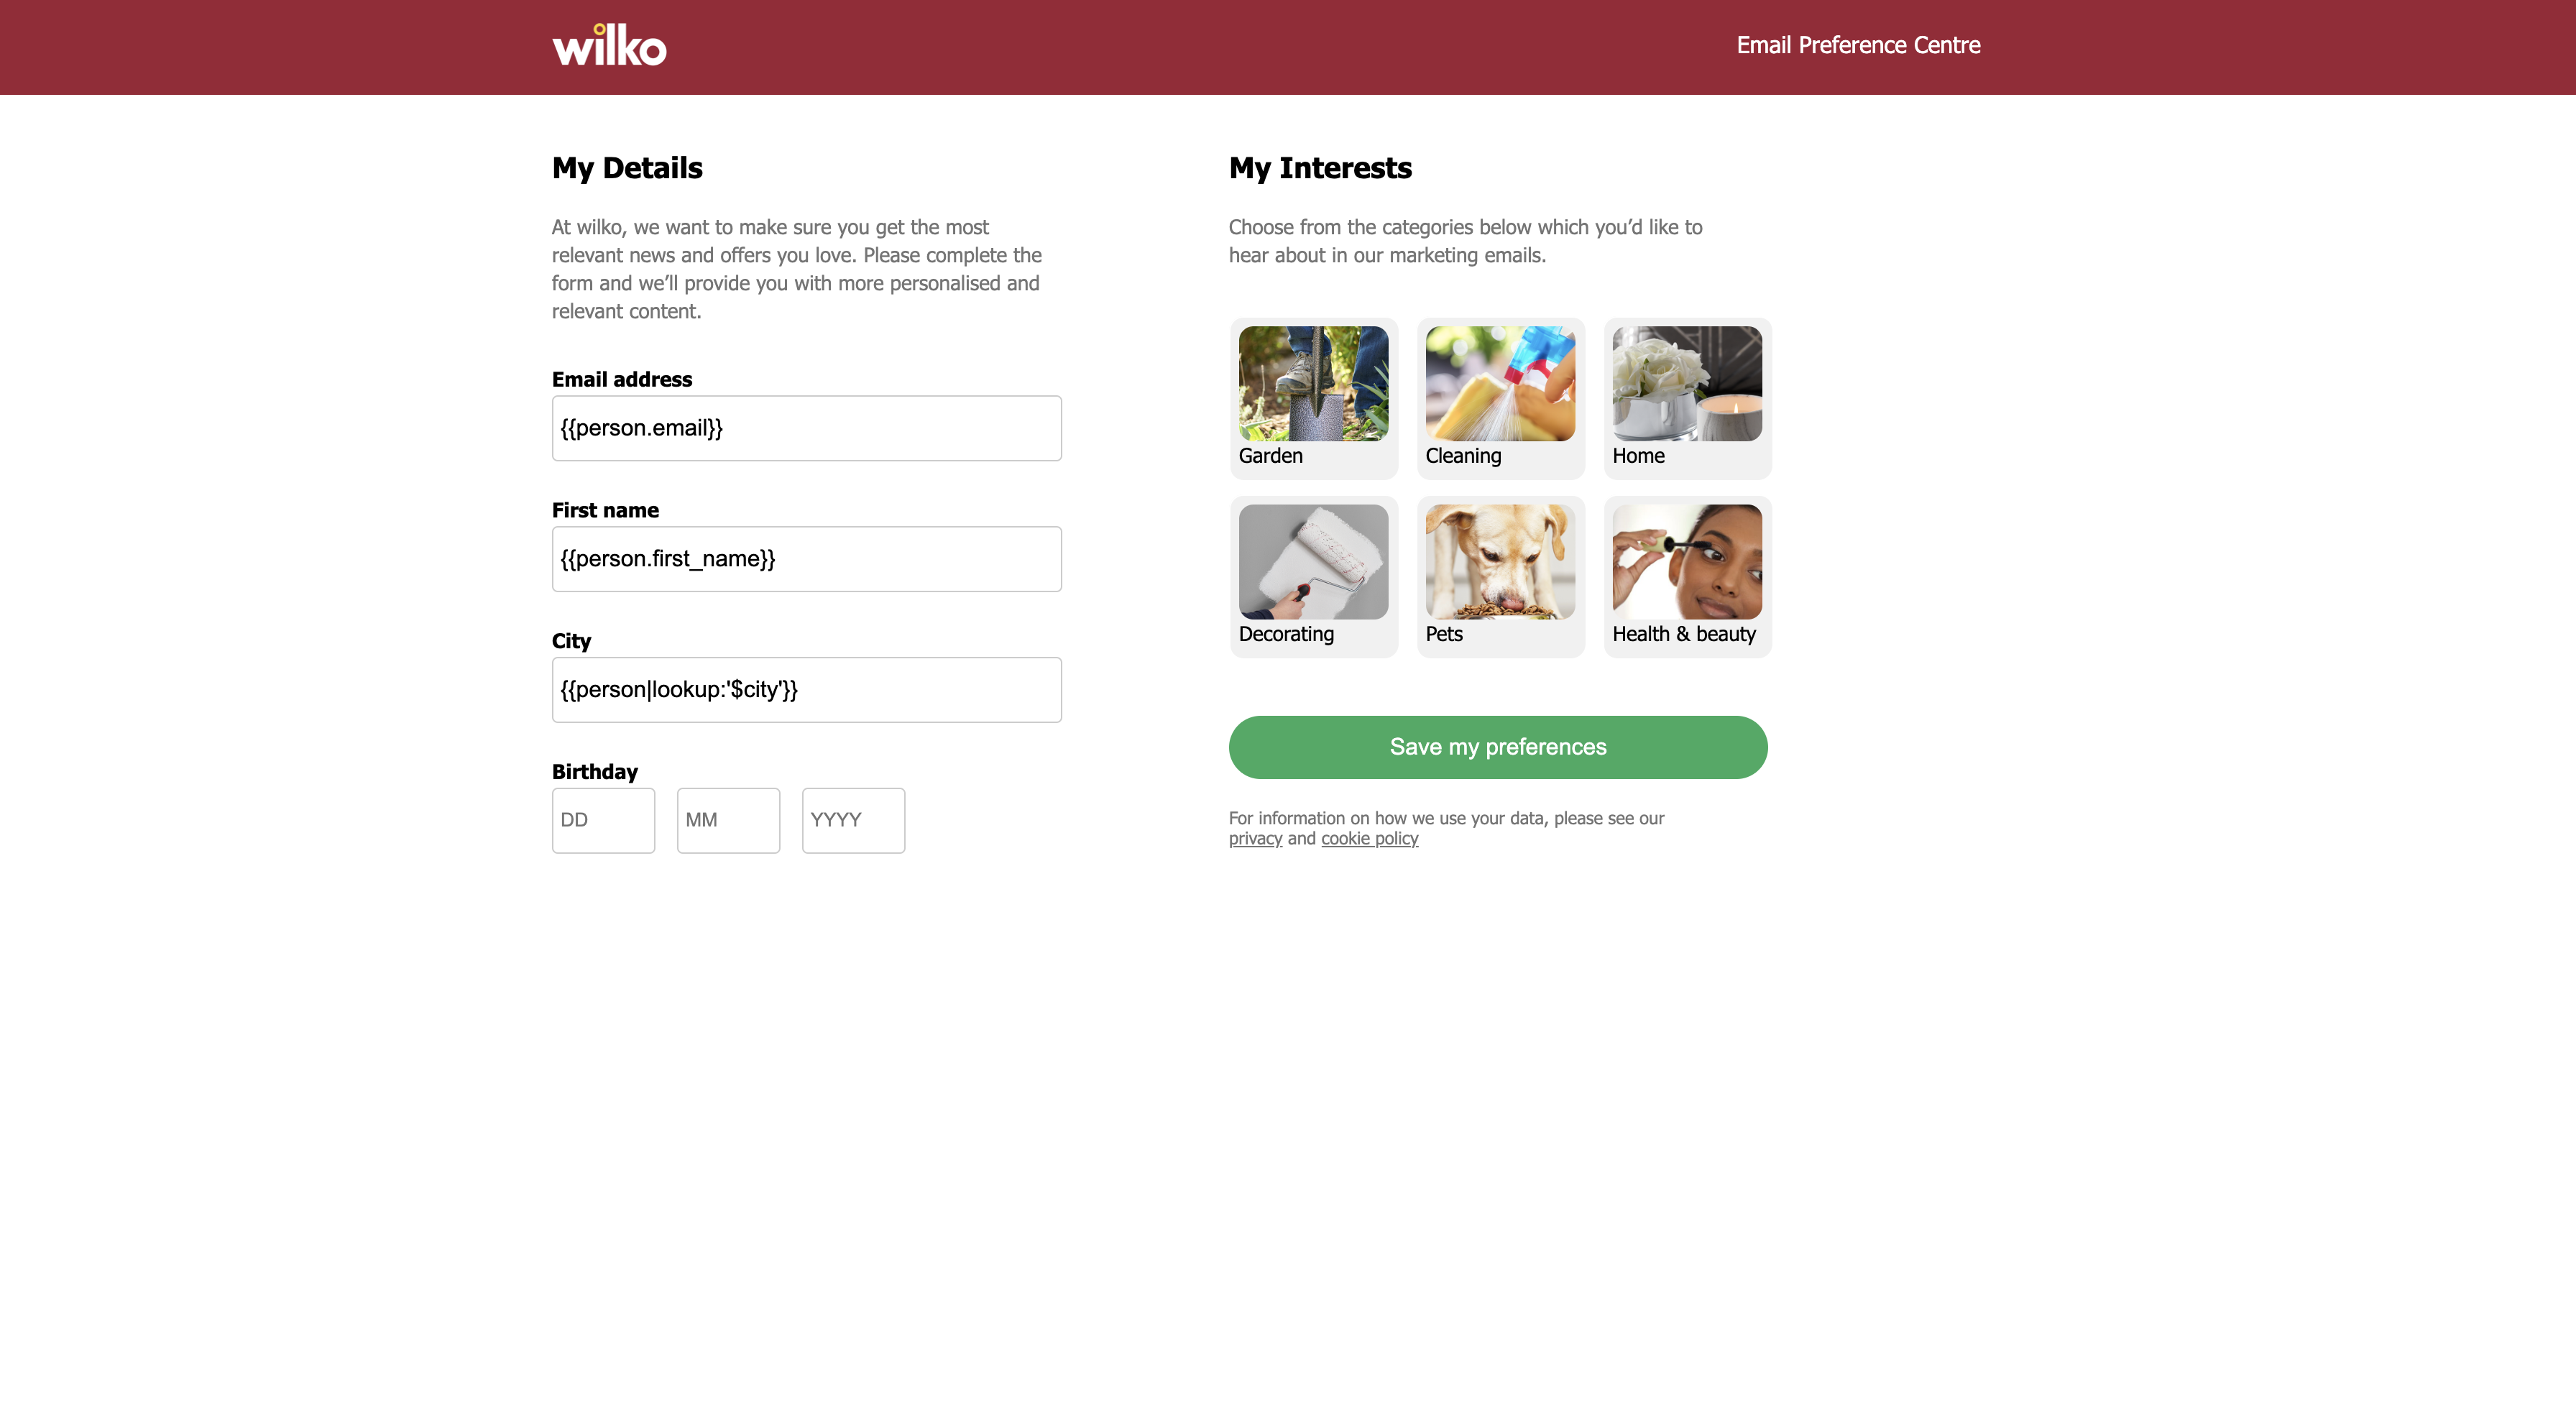 wilko
Email Preference Centre
My Details
At wilko, we want to make sure you get the most
relevant news and offers you love. Please complete the
form and we’ll provide you with more personalised and
relevant content.
Email address
{{person.email}}
First name
{{person.first_name}}
City
{{person|lookup:'$city'}}
Birthday
DD MM YYYY
My Interests
Choose from the categories below which you’d like to
hear about in our marketing emails.
Garden Cleaning Home
Decorating Pets Health & beauty
Save my preferences
For information on how we use your data, please see our
privacy and cookie policy